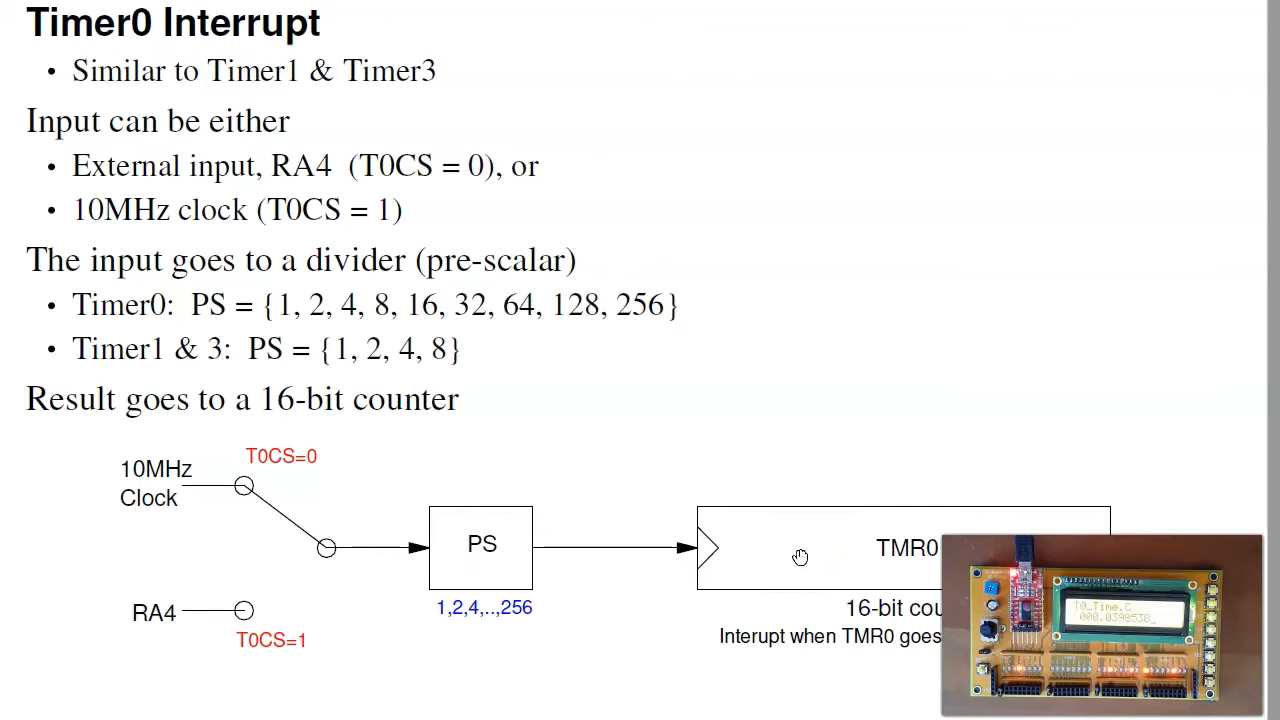 Timer0 Interrupt
• Similar to Timer1 & Timer3
Input can be either
• External input, RA4 (T0CS = 0), or
• 10MHz clock (T0CS = 1)
The input goes to a divider (pre-scalar)
• Timer0: PS = {1, 2, 4, 8, 16, 32, 64, 128, 256}
• Timer1 & 3: PS = {1, 2, 4, 8}
Result goes to a 16-bit counter
T0CS=0
10MHz
Clock
PS
TMR0
1,2,4,..,256
16-bit cou
RA4
T0CS=1
Interupt when TMR0 goes
T0_Time.C
000.0398538_